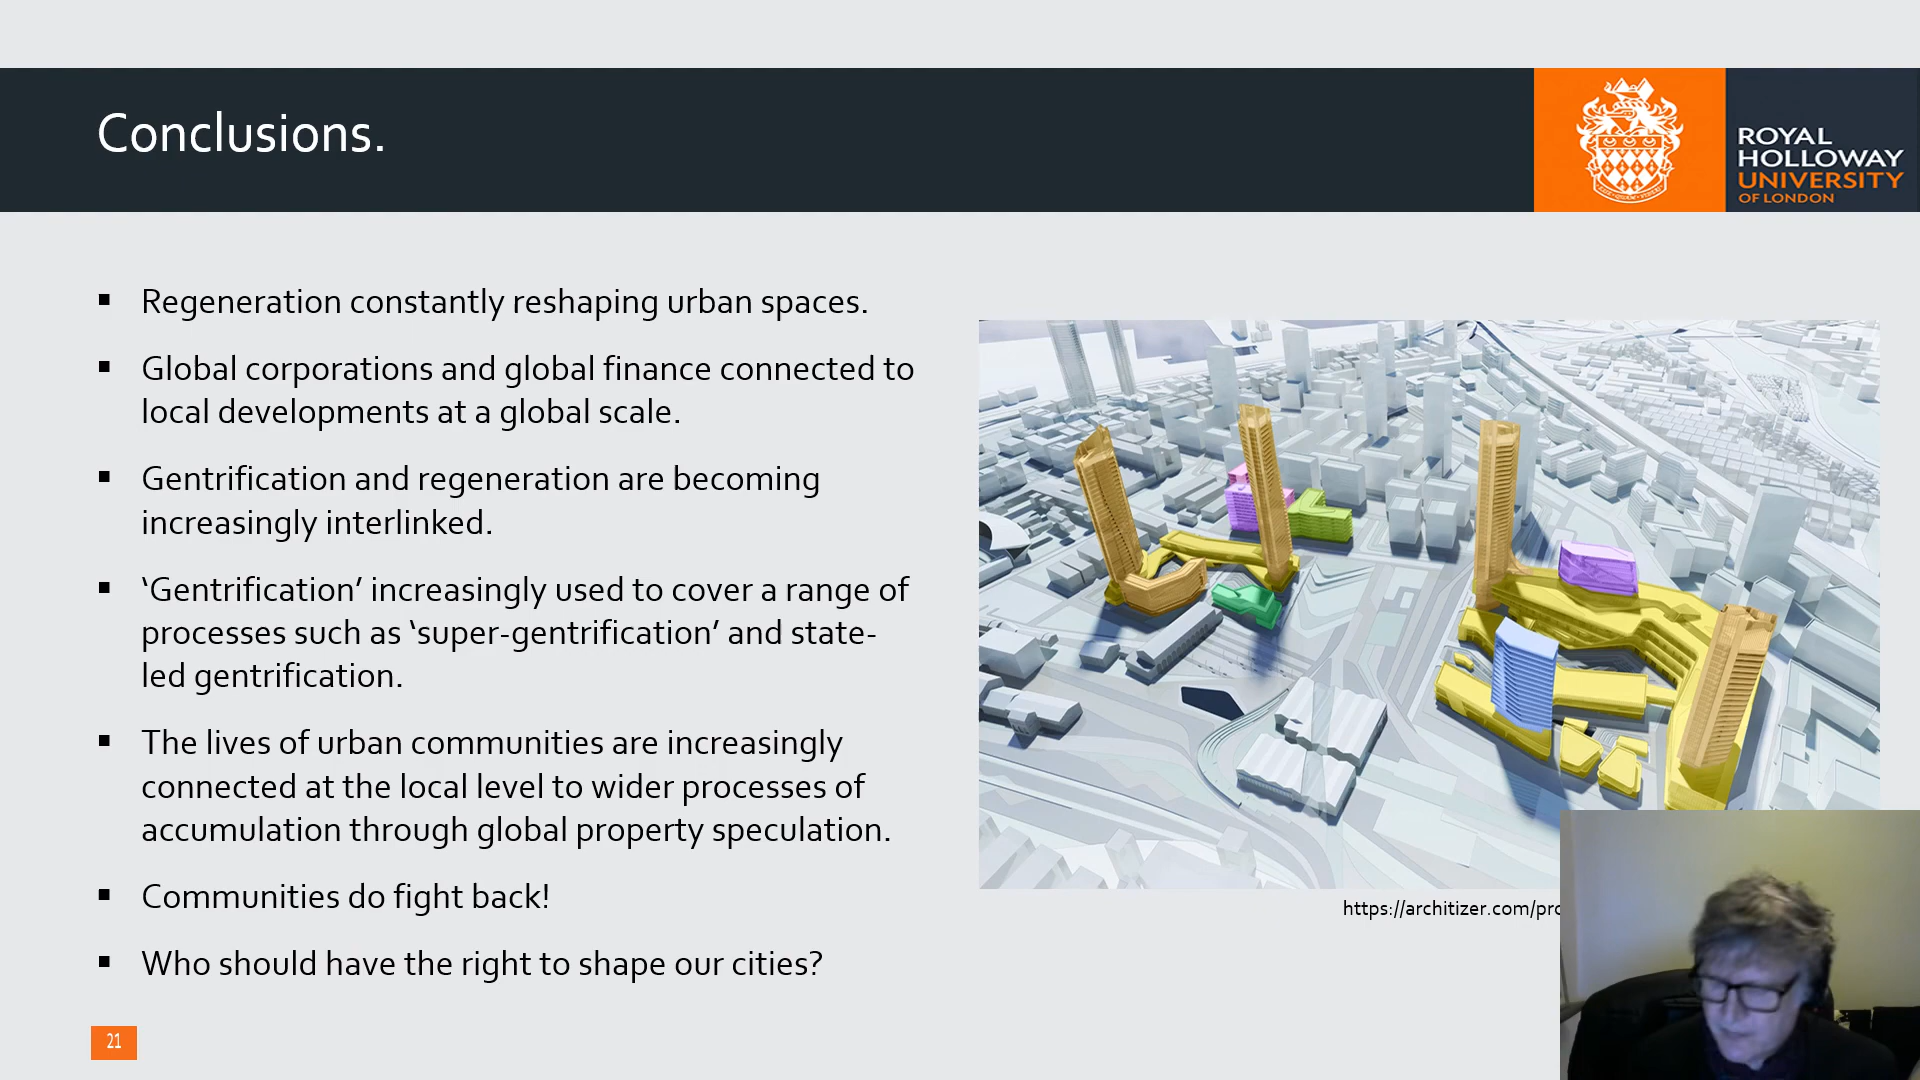 Conclusions.
ROYAL
HOLLOWAY
UNIVERSITY
OF LONDON
▪ Regeneration constantly reshaping urban spaces.
▪ Global corporations and global finance connected to
local developments at a global scale.
▪ Gentrification and regeneration are becoming
increasingly interlinked.
▪ ‘Gentrification’ increasingly used to cover a range of
processes such as ‘super-gentrification’ and state-
led gentrification.
▪ The lives of urban communities are increasingly
connected at the local level to wider processes of
accumulation through global property speculation.
▪ Communities do fight back!
▪ Who should have the right to shape our cities?
https://architizer.com/pro
21